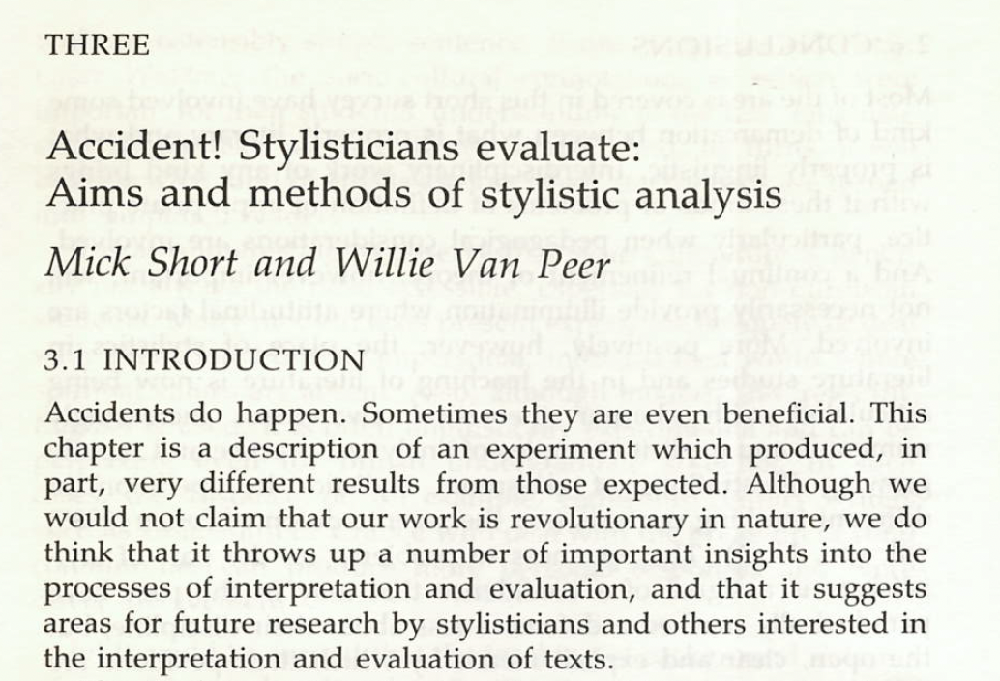 THREE
Accident! Stylisticians evaluate:
Aims and methods of stylistic analysis
Mick Short and Willie Van Peer
3.1 INTRODUCTION
Accidents do happen. Sometimes they are even beneficial. This
chapter is a description of an experiment which produced, in
part, very different results from those expected. Although we
would not claim that our work is revolutionary in nature, we do
think that it throws up a number of important insights into the
processes of interpretation and evaluation, and that it suggests
areas for future research by stylisticians and others interested in
the interpretation and evaluation of texts.